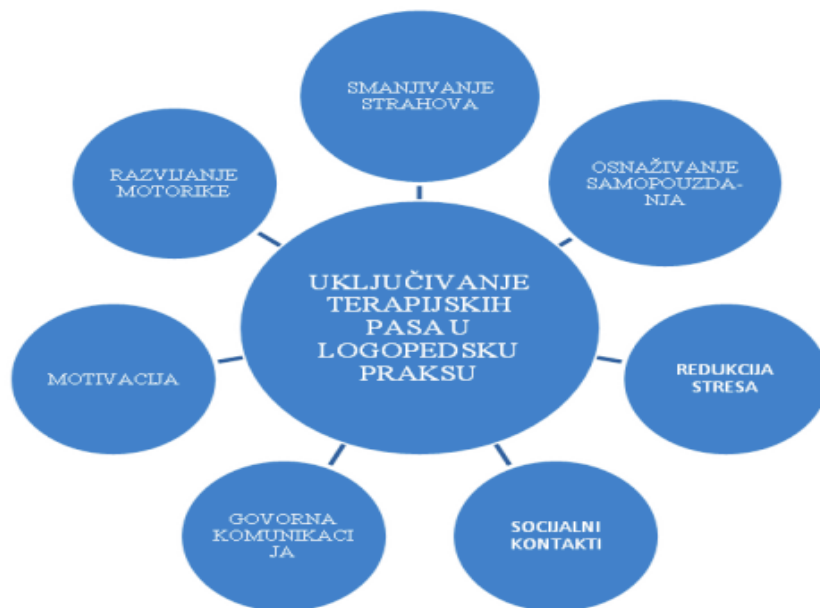 SMANJIVANJE
STRAHOVA
OSNAŽIVANJE
SAMOPOUZDA-
NJA
REDUKCIJA
STRESA
SOCIJALNI
KONTAKTI
GOVORNA
KOMUNIKACI
JA
MOTIVACIJA
RAZVIJANJE
MOTORIKE
UKLJUČIVANJE
TERAPIJSKIH
PASA U
LOGOPEDSKU
PRAKSU